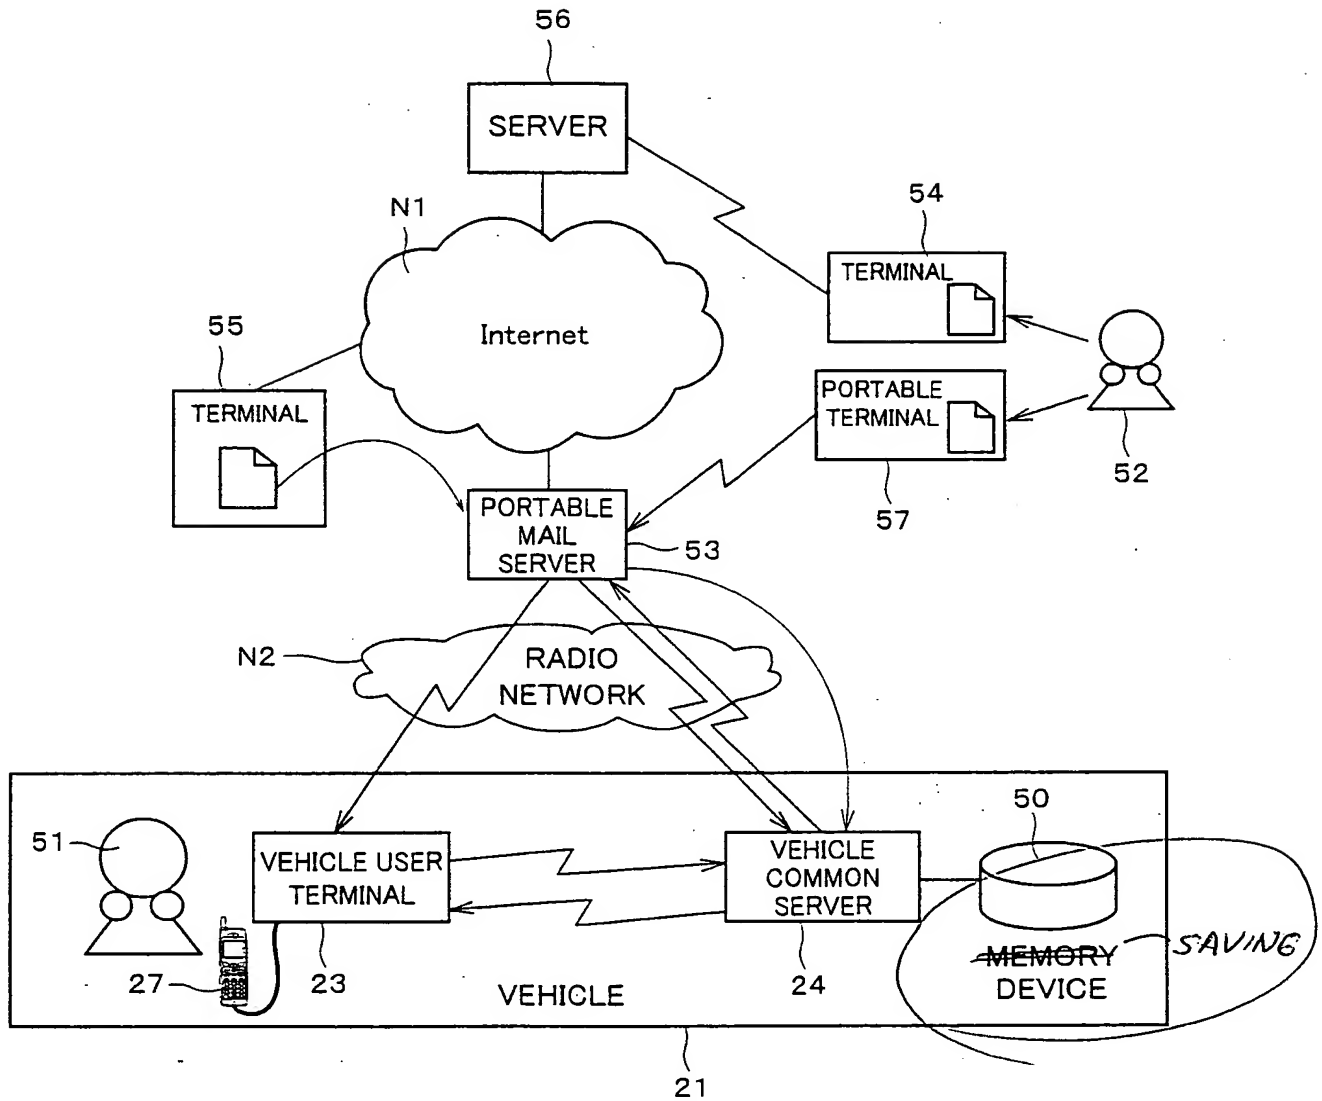 56
SERVER
N1
54
TERMINAL
Internet
55
TERMINAL
PORTABLE
TERMINAL
52
57
PORTABLE
MAIL
SERVER
53
N2
RADIO
NETWORK
50
51
VEHICLE USER
TERMINAL
VEHICLE
COMMON
SERVER
MEMORY
SAVING
DEVICE
27
23
24
VEHICLE
21